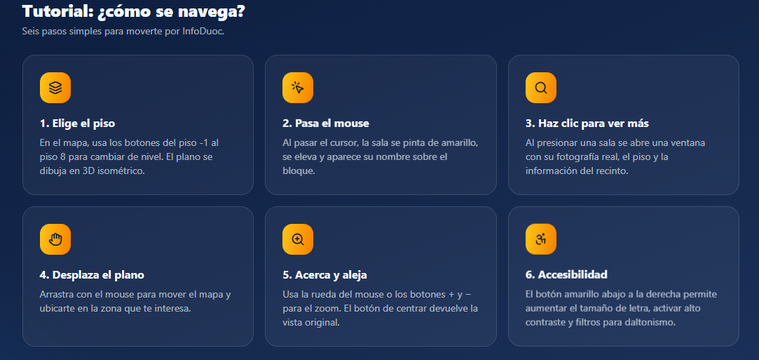 Tutorial: ¿cómo se navega?
Seis pasos simples para moverte por InfoDuoc.
1. Elige el piso
En el mapa, usa los botones del piso -1 al
piso 8 para cambiar de nivel. El plano se
dibuja en 3D isométrico.
2. Pasa el mouse
Al pasar el cursor, la sala se pinta de amarillo,
se eleva y aparece su nombre sobre el
bloque.
3. Haz clic para ver más
Al presionar una sala se abre una ventana
con su fotografía real, el piso y la
información del recinto.
4. Desplaza el plano
Arrastra con el mouse para mover el mapa y
ubicarte en la zona que te interesa.
5. Acerca y aleja
Usa la rueda del mouse o los botones + y −
para el zoom. El botón de centrar devuelve la
vista original.
6. Accesibilidad
El botón amarillo abajo a la derecha permite
aumentar el tamaño de letra, activar alto
contraste y filtros para daltonismo.